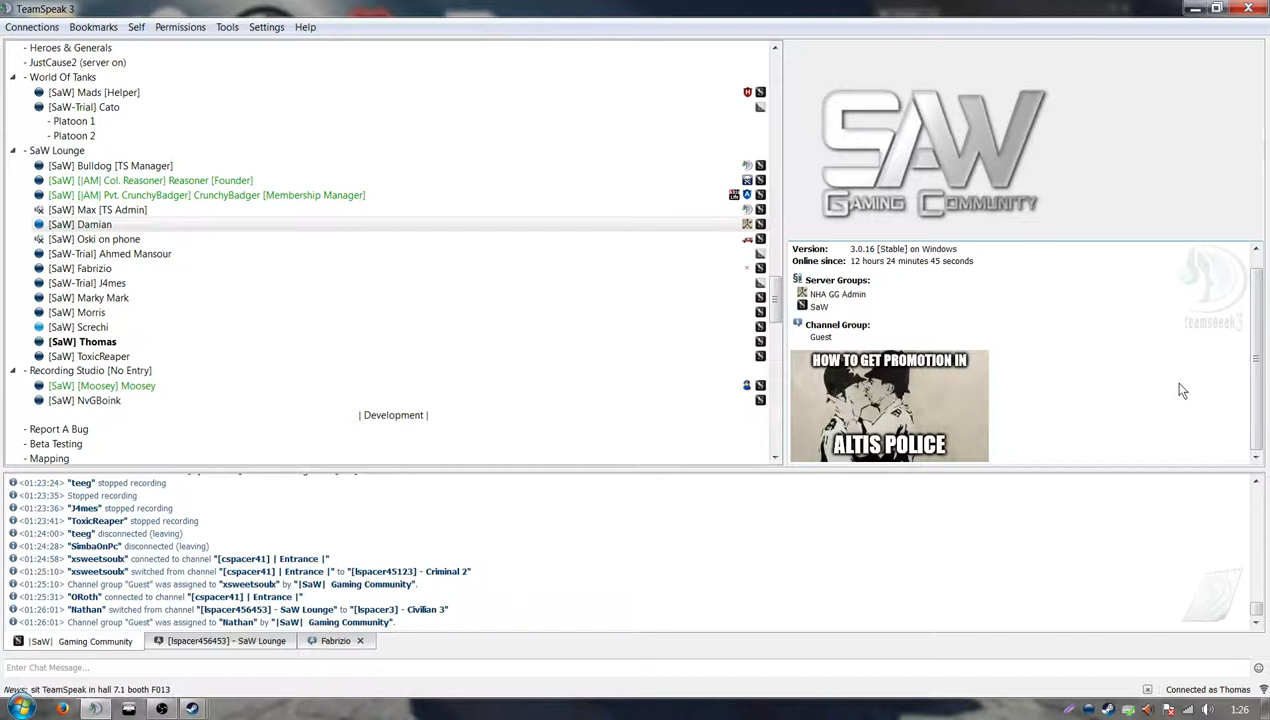 TeamSpeak 3
Connections Bookmarks Self Permissions Tools Settings Help
- Heroes & Generals
- JustCause2 (server on)
- World Of Tanks
[SaW] Mads [Helper]
[SaW-Trial] Cato
- Platoon 1
- Platoon 2
- SaW Lounge
[SaW] Bulldog [TS Manager]
[SaW] [|AM| Col. Reasoner] Reasoner [Founder]
[SaW] [|AM| Pvt. CrunchyBadger] CrunchyBadger [Membership Manager]
[SaW] Max [TS Admin]
[SaW] Damian
[SaW] Oski on phone
[SaW-Trial] Ahmed Mansour
[SaW] Fabrizio
[SaW-Trial] J4mes
[SaW] Marky Mark
[SaW] Morris
[SaW] Screchi
[SaW] Thomas
[SaW] ToxicReaper
- Recording Studio [No Entry]
[SaW] [Moosey] Moosey
[SaW] NvGBoink
| Development |
- Report A Bug
- Beta Testing
- Mapping
SAW
GAMING COMMUNITY
Version: 3.0.16 [Stable] on Windows
Online since: 12 hours 24 minutes 45 seconds
Server Groups:
NHA GG Admin
SaW
Channel Group:
Guest
teamspeak3
HOW TO GET PROMOTION IN
ALTIS POLICE
<01:23:24> "teeg" stopped recording
<01:23:35> Stopped recording
<01:23:36> "J4mes" stopped recording
<01:23:41> "ToxicReaper" stopped recording
<01:24:00> "teeg" disconnected (leaving)
<01:24:28> "SimbaOnPc" disconnected (leaving)
<01:24:58> "xsweetsoulx" connected to channel "[cspacer41] | Entrance |"
<01:25:10> "xsweetsoulx" switched from channel "[cspacer41] | Entrance |" to "[lspacer45123] - Criminal 2"
<01:25:10> Channel group "Guest" was assigned to "xsweetsoulx" by "|SaW| Gaming Community".
<01:25:31> "ORoth" connected to channel "[cspacer41] | Entrance |"
<01:26:01> "Nathan" switched from channel "[lspacer456453] - SaW Lounge" to "[lspacer3] - Civilian 3"
<01:26:01> Channel group "Guest" was assigned to "Nathan" by "|SaW| Gaming Community".
|SaW| Gaming Community [lspacer456453] - SaW Lounge Fabrizio
Enter Chat Message...
News: sit TeamSpeak in hall 7.1 booth F013
Connected as Thomas
1:26